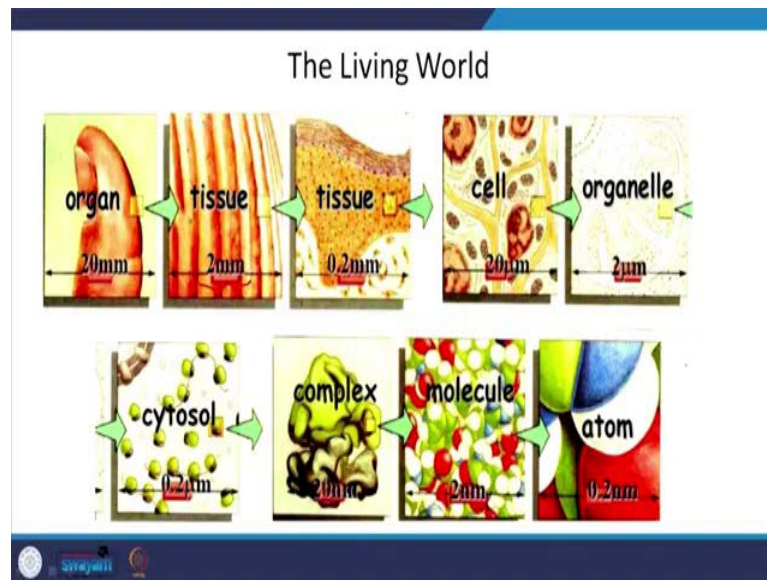 The Living World
organ
20mm
tissue
2mm
tissue
0.2mm
cell
20μm
organelle
2μm
cytosol
0.2μm
complex
20nm
molecule
2nm
atom
0.2nm
swayam